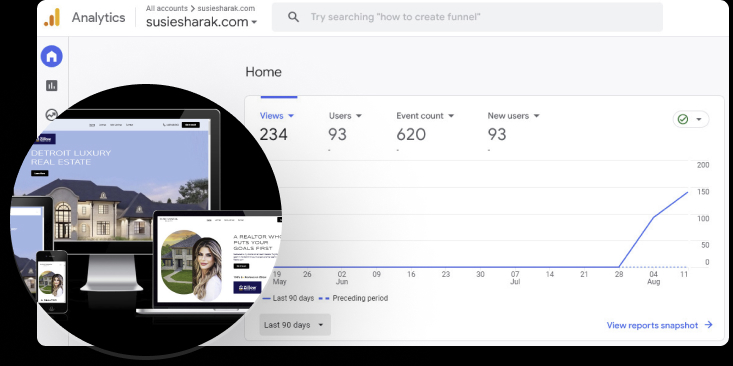 Analytics
All accounts > susiesharak.com
susiesharak.com
Try searching "how to create funnel"
Home
Views
234
Users
93
-
Event count
620
-
New users
93
-
200
150
100
50
0
19 May
26
02 Jun
09
16
23
30
07 Jul
14
21
28
04 Aug
11
Last 90 days
Preceding period
Last 90 days
View reports snapshot
DETROIT LUXURY
REAL ESTATE
A REALTOR WHO
PUTS YOUR
GOALS FIRST